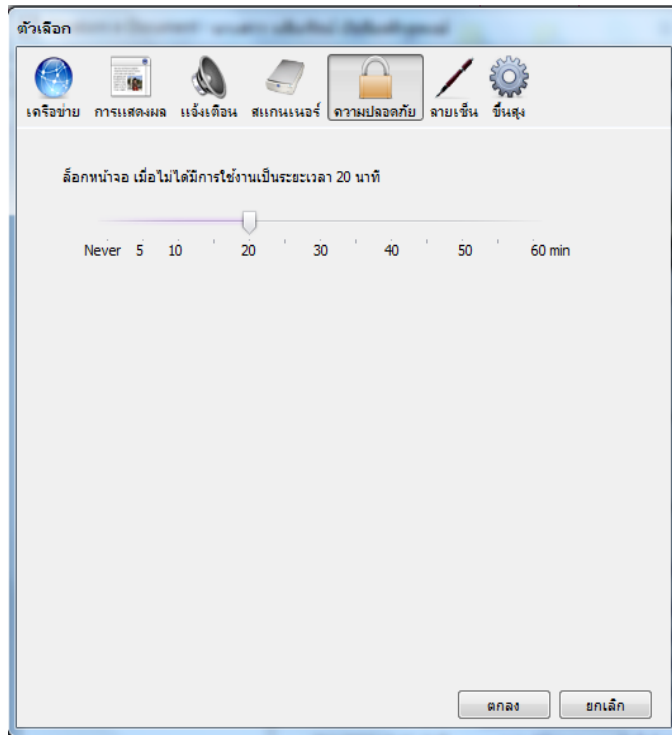 ตัวเลือก
เครือข่าย การแสดงผล แจ้งเตือน สแกนเนอร์ ความปลอดภัย ลายเซ็น ขั้นสูง
ล็อกหน้าจอ เมื่อไม่ได้มีการใช้งานเป็นระยะเวลา 20 นาที
Never 5 10 20 30 40 50 60 min
ตกลง ยกเลิก